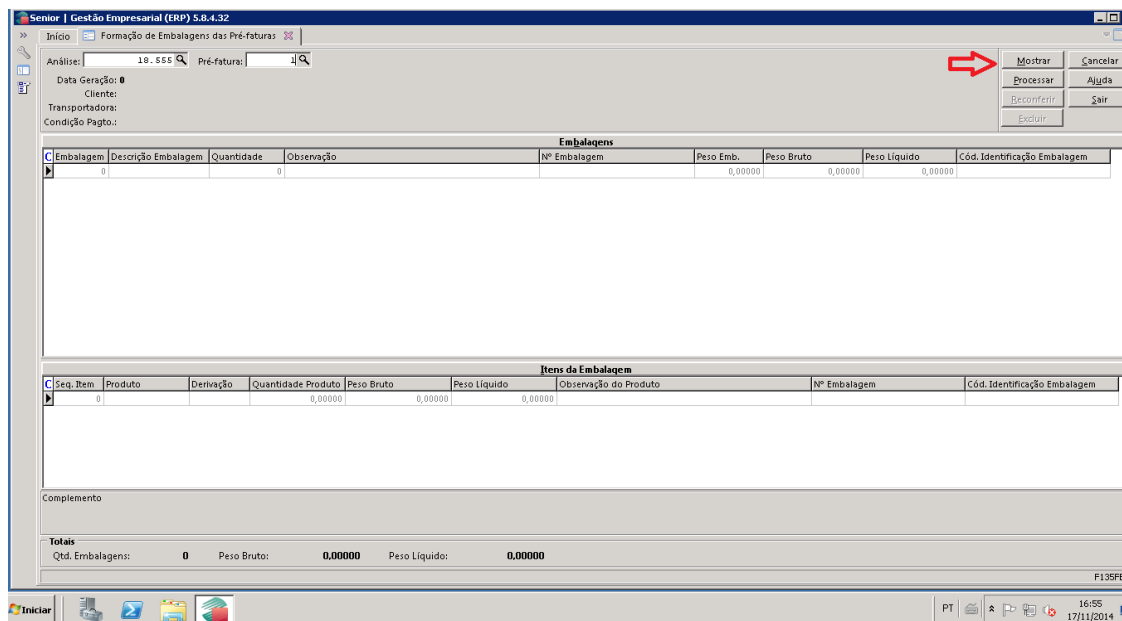 Senior | Gestão Empresarial (ERP) 5.8.4.32
Início Formação de Embalagens das Pré-faturas
Análise: 18.555 Pré-fatura: 1
Mostrar Cancelar
Data Geração: 0
Processar Ajuda
Cliente:
Transportadora:
Reconferir Sair
Condição Pagto.:
Excluir
Embalagens
C Embalagem Descrição Embalagem Quantidade Observação Nº Embalagem Peso Emb. Peso Bruto Peso Líquido Cód. Identificação Embalagem
0 0 0,00000 0,00000 0,00000
Itens da Embalagem
C Seq. Item Produto Derivação Quantidade Produto Peso Bruto Peso Líquido Observação do Produto Nº Embalagem Cód. Identificação Embalagem
0 0,00000 0,00000 0,00000
Complemento
Totais
Qtd. Embalagens: 0 Peso Bruto: 0,00000 Peso Líquido: 0,00000
F135FE
Iniciar PT 16:55
17/11/2014